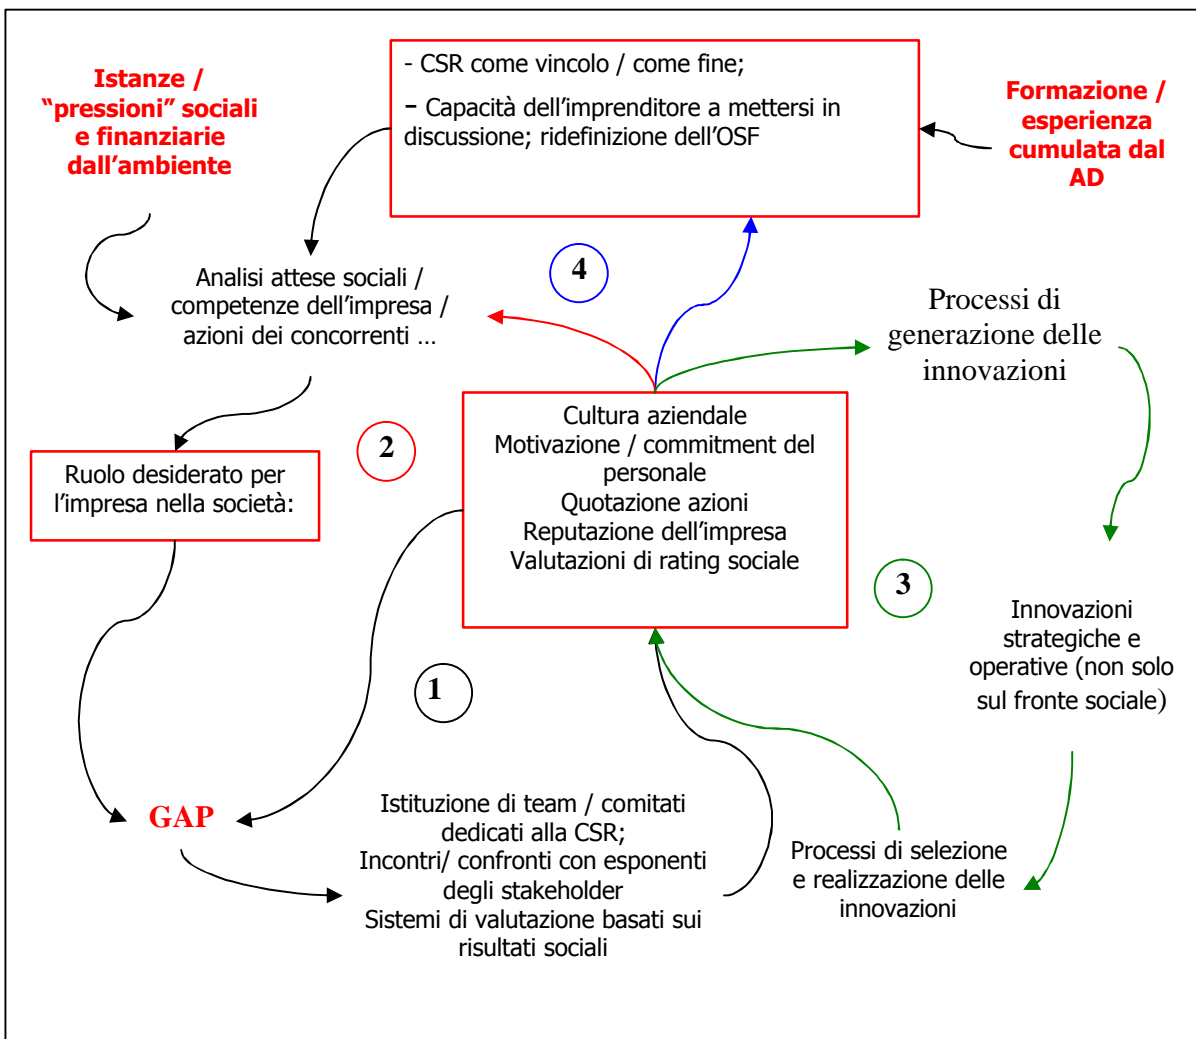 Istanze /
“pressioni” sociali
e finanziarie
dall’ambiente
- CSR come vincolo / come fine;
– Capacità dell’imprenditore a mettersi in
discussione; ridefinizione dell’OSF
Formazione /
esperienza
cumulata dal
AD
4
Analisi attese sociali /
competenze dell’impresa /
azioni dei concorrenti …
Processi di
generazione delle
innovazioni
2
Ruolo desiderato per
l’impresa nella società:
Cultura aziendale
Motivazione / commitment del
personale
Quotazione azioni
Reputazione dell’impresa
Valutazioni di rating sociale
3
Innovazioni
strategiche e
operative (non solo
sul fronte sociale)
1
GAP
Istituzione di team / comitati
dedicati alla CSR;
Incontri/ confronti con esponenti
degli stakeholder
Sistemi di valutazione basati sui
risultati sociali
Processi di selezione
e realizzazione delle
innovazioni